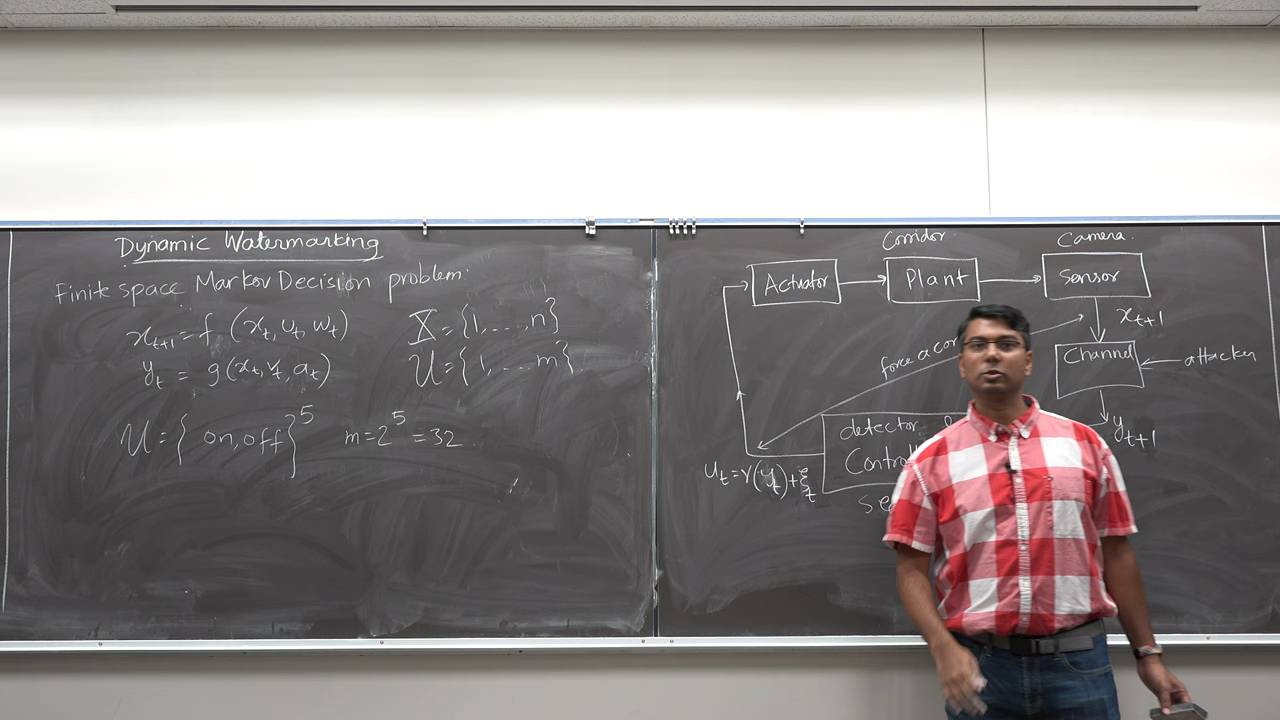 Dynamic Watermarking
Finite space Markov Decision problem.
x_{t+1} = f (x_t, u_t, w_t)
X = {1, ..., n}
y_t = g(x_t, v_t, a_t)
U = {1, ... m}
U = {on, off}^5 m = 2^5 = 32
Corridor
Camera
Actuator
Plant
Sensor
x_{t+1}
force a
Channel
attacker
y_{t+1}
detector
u_t = γ(y_t) + ξ_t